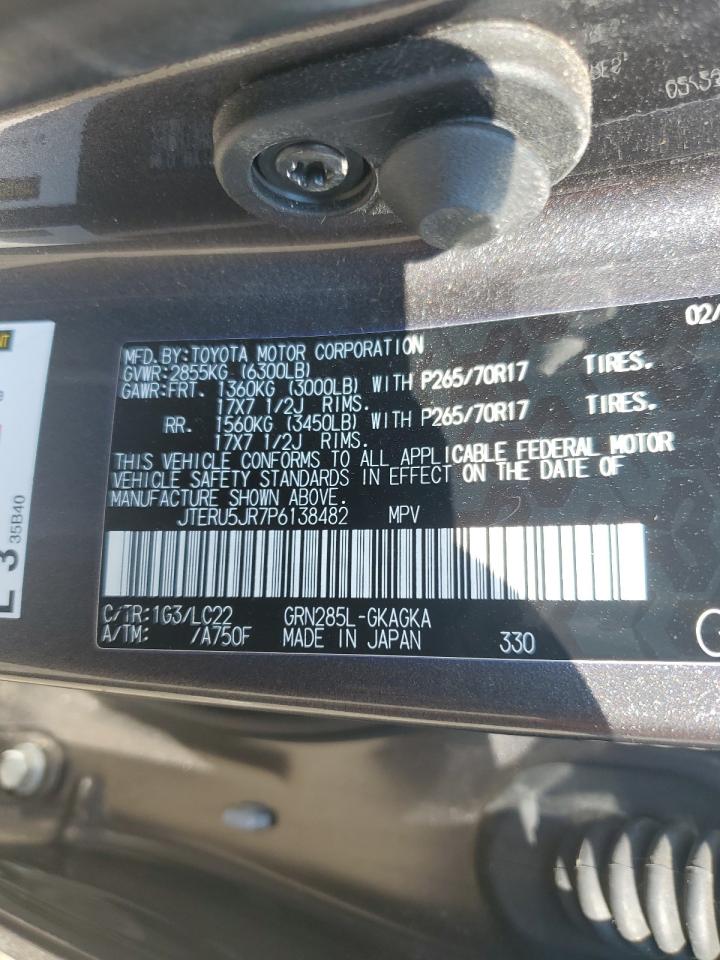 02/
MFD.BY:TOYOTA MOTOR CORPORATION
GVWR:2855KG (6300LB)
GAWR:FRT. 1360KG (3000LB) WITH P265/70R17 TIRES.
17X7 1/2J RIMS.
RR. 1560KG (3450LB) WITH P265/70R17 TIRES.
17X7 1/2J RIMS.
THIS VEHICLE CONFORMS TO ALL APPLICABLE FEDERAL MOTOR
VEHICLE SAFETY STANDARDS IN EFFECT ON THE DATE OF
MANUFACTURE SHOWN ABOVE.
JTERU5JR7P6138482 MPV
C/TR:1G3/LC22 GRN285L-GKAGKA
A/TM: /A750F MADE IN JAPAN 330
NT
L 3
35B40